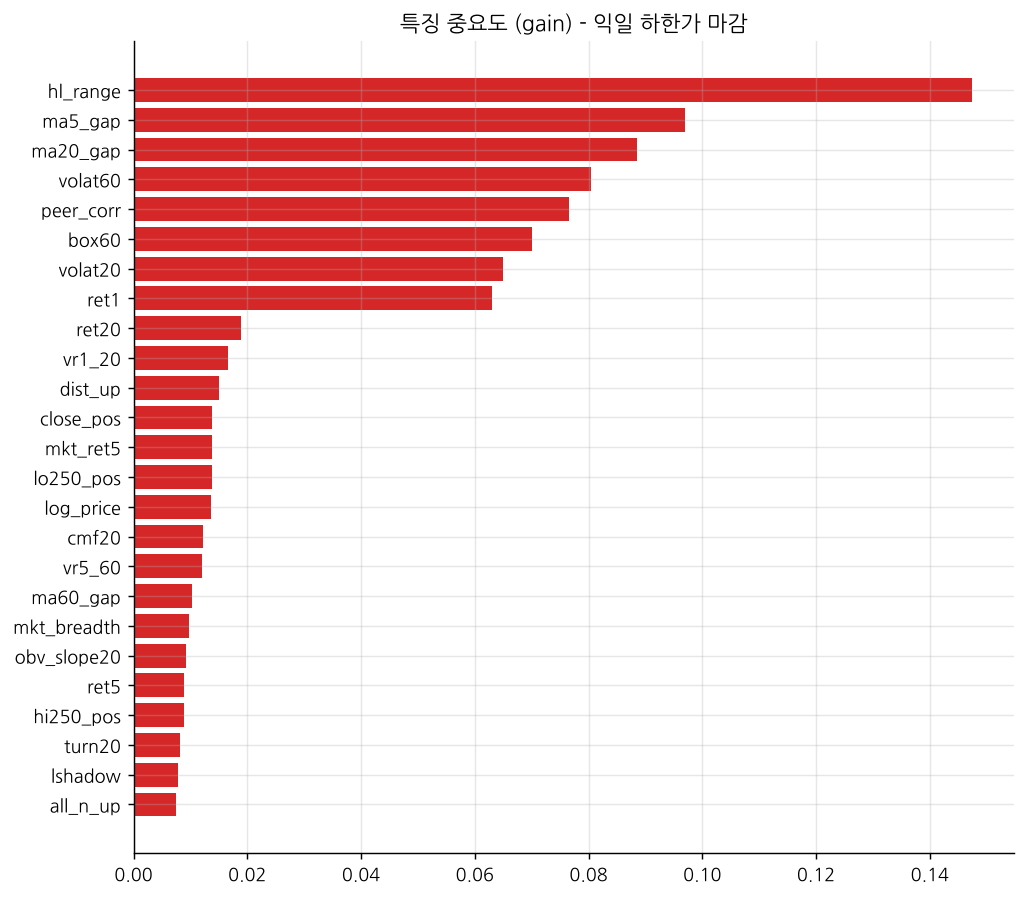 특징 중요도 (gain) - 익일 하한가 마감
hl_range
ma5_gap
ma20_gap
volat60
peer_corr
box60
volat20
ret1
ret20
vr1_20
dist_up
close_pos
mkt_ret5
lo250_pos
log_price
cmf20
vr5_60
ma60_gap
mkt_breadth
obv_slope20
ret5
hi250_pos
turn20
lshadow
all_n_up
0.00 0.02 0.04 0.06 0.08 0.10 0.12 0.14